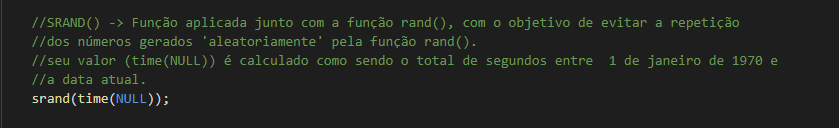 //SRAND() -> Função aplicada junto com a função rand(), com o objetivo de evitar a repetição
//dos números gerados 'aleatoriamente' pela função rand().
//seu valor (time(NULL)) é calculado como sendo o total de segundos entre  1 de janeiro de 1970 e
//a data atual.
srand(time(NULL));